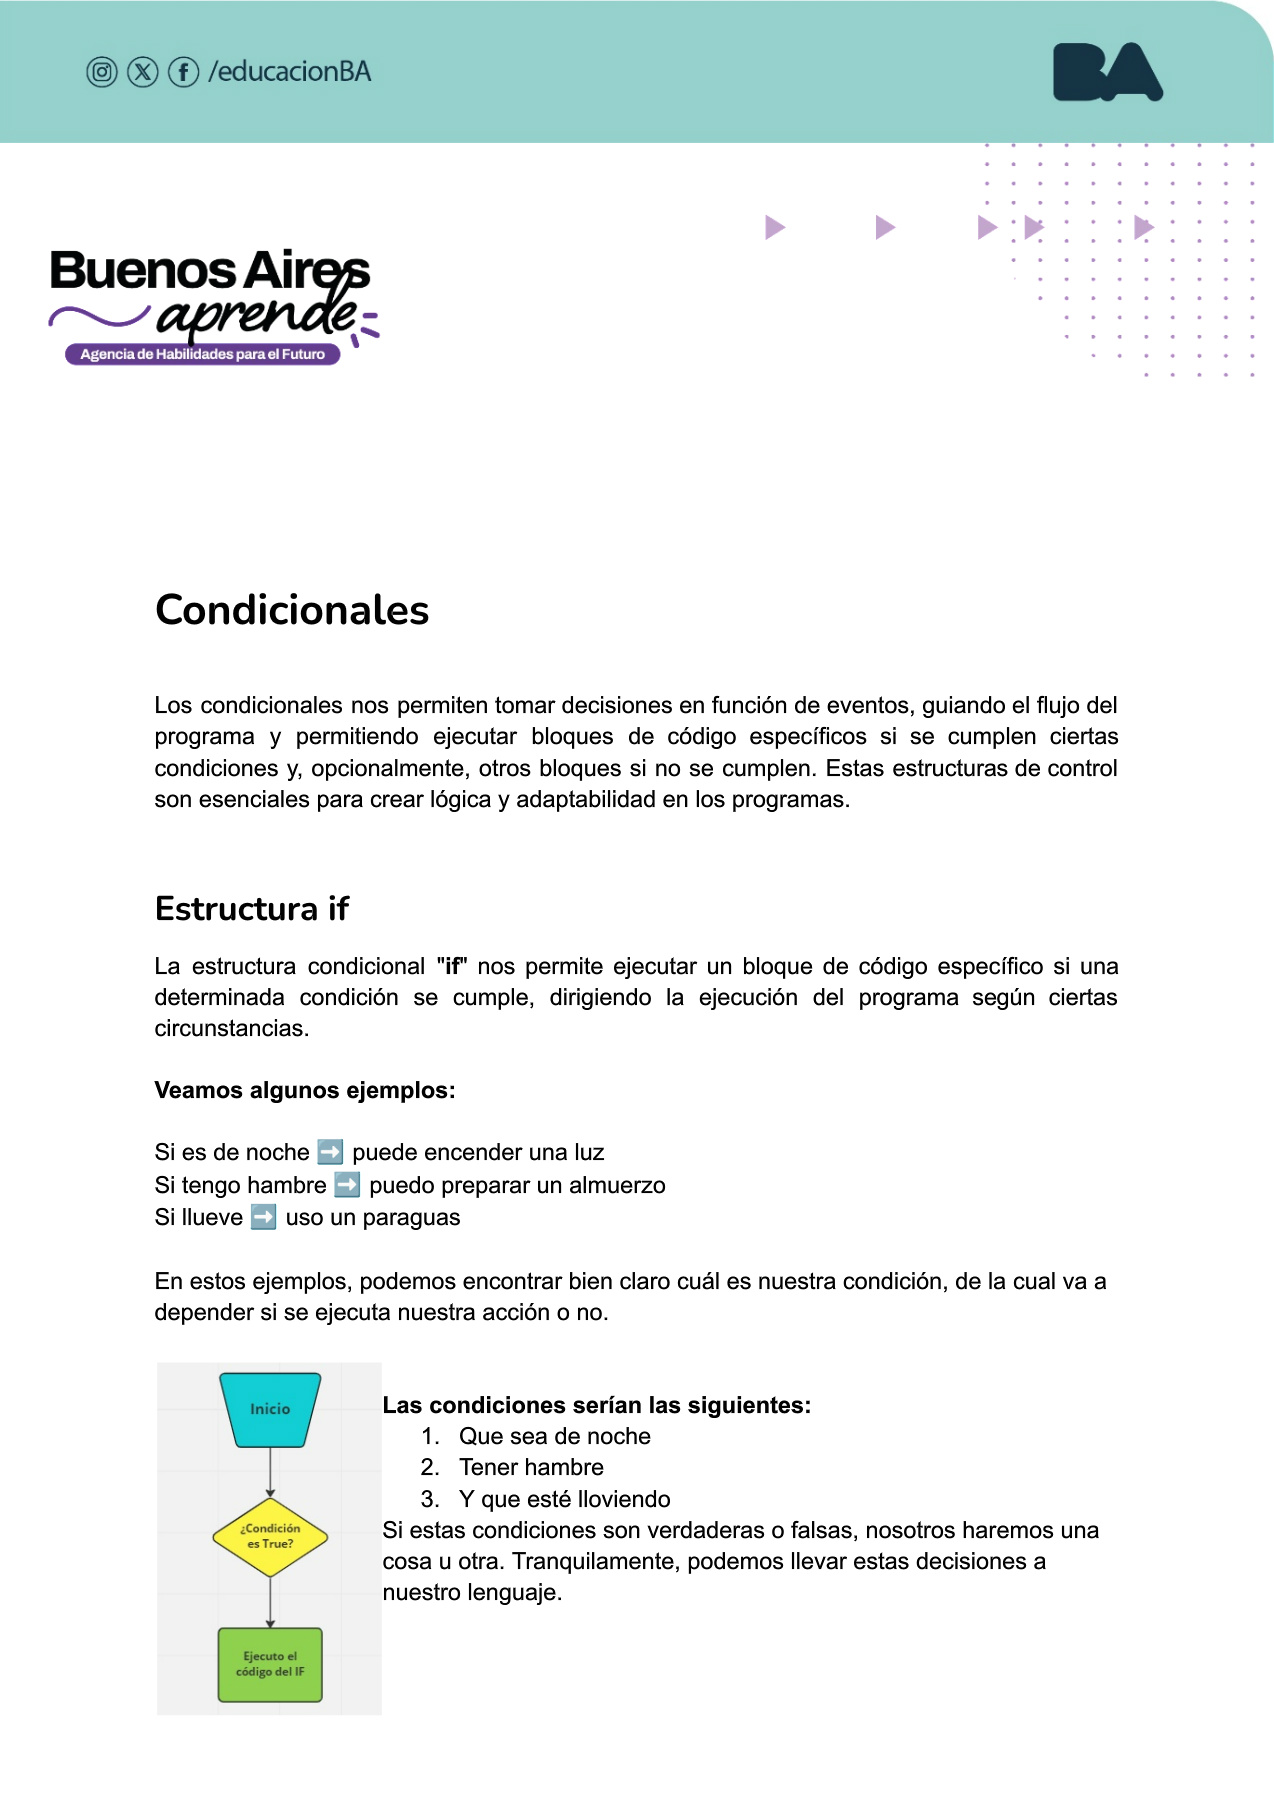 /educacionBA
BA
Buenos Aires
aprende
Agencia de Habilidades para el Futuro
Condicionales
Los condicionales nos permiten tomar decisiones en función de eventos, guiando el flujo del
programa y permitiendo ejecutar bloques de código específicos si se cumplen ciertas
condiciones y, opcionalmente, otros bloques si no se cumplen. Estas estructuras de control
son esenciales para crear lógica y adaptabilidad en los programas.
Estructura if
La estructura condicional "if" nos permite ejecutar un bloque de código específico si una
determinada condición se cumple, dirigiendo la ejecución del programa según ciertas
circunstancias.
Veamos algunos ejemplos:
Si es de noche ➡️ puede encender una luz
Si tengo hambre ➡️ puedo preparar un almuerzo
Si llueve ➡️ uso un paraguas
En estos ejemplos, podemos encontrar bien claro cuál es nuestra condición, de la cual va a
depender si se ejecuta nuestra acción o no.
Inicio
¿Condición
es True?
Ejecuto el
código del IF
Las condiciones serían las siguientes:
1. Que sea de noche
2. Tener hambre
3. Y que esté lloviendo
Si estas condiciones son verdaderas o falsas, nosotros haremos una
cosa u otra. Tranquilamente, podemos llevar estas decisiones a
nuestro lenguaje.